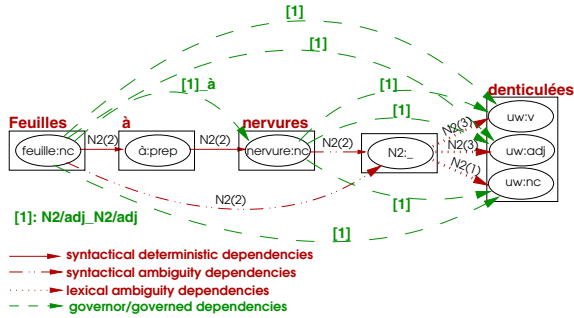 [1]
[1]
[1]_à
[1]
denticulées
Feuilles
à
nervures
[1]
uw:v
N2(3)
feuille:nc
N2(2)
à:prep
N2(2)
nervure:nc
N2(2)
N2:_
N2(3)
uw:adj
N2(1)
uw:nc
N2(2)
[1]
[1]: N2/adj_N2/adj
[1]
syntactical deterministic dependencies
syntactical ambiguity dependencies
lexical ambiguity dependencies
governor/governed dependencies